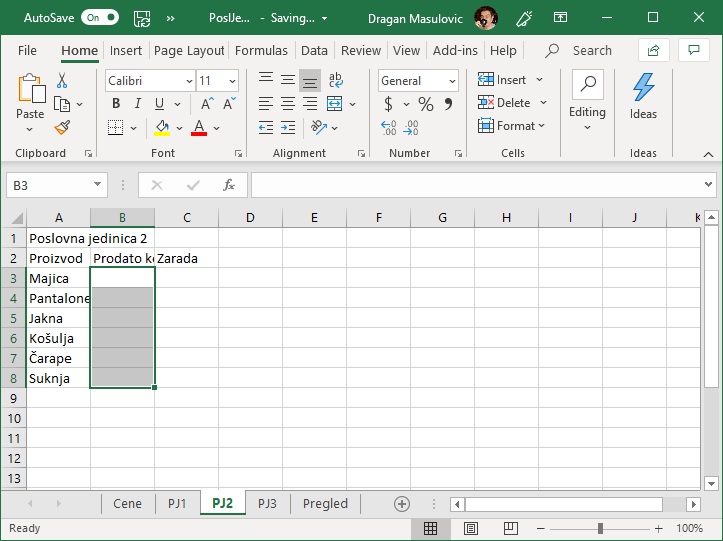 AutoSave On PoslJe... - Saving... Dragan Masulovic
File Home Insert Page Layout Formulas Data Review View Add-ins Help Search
Calibri 11 General Insert
Paste B I U A A $ % 9 Delete Editing Ideas
A Format
Clipboard Font Alignment Number Cells Ideas
B3 fx
A B C D E F G H I J K
1 Poslovna jedinica 2
2 Proizvod Prodato ko Zarada
3 Majica
4 Pantalone
5 Jakna
6 Košulja
7 Čarape
8 Suknja
9
10
11
12
13
Cene PJ1 PJ2 PJ3 Pregled
Ready 100%